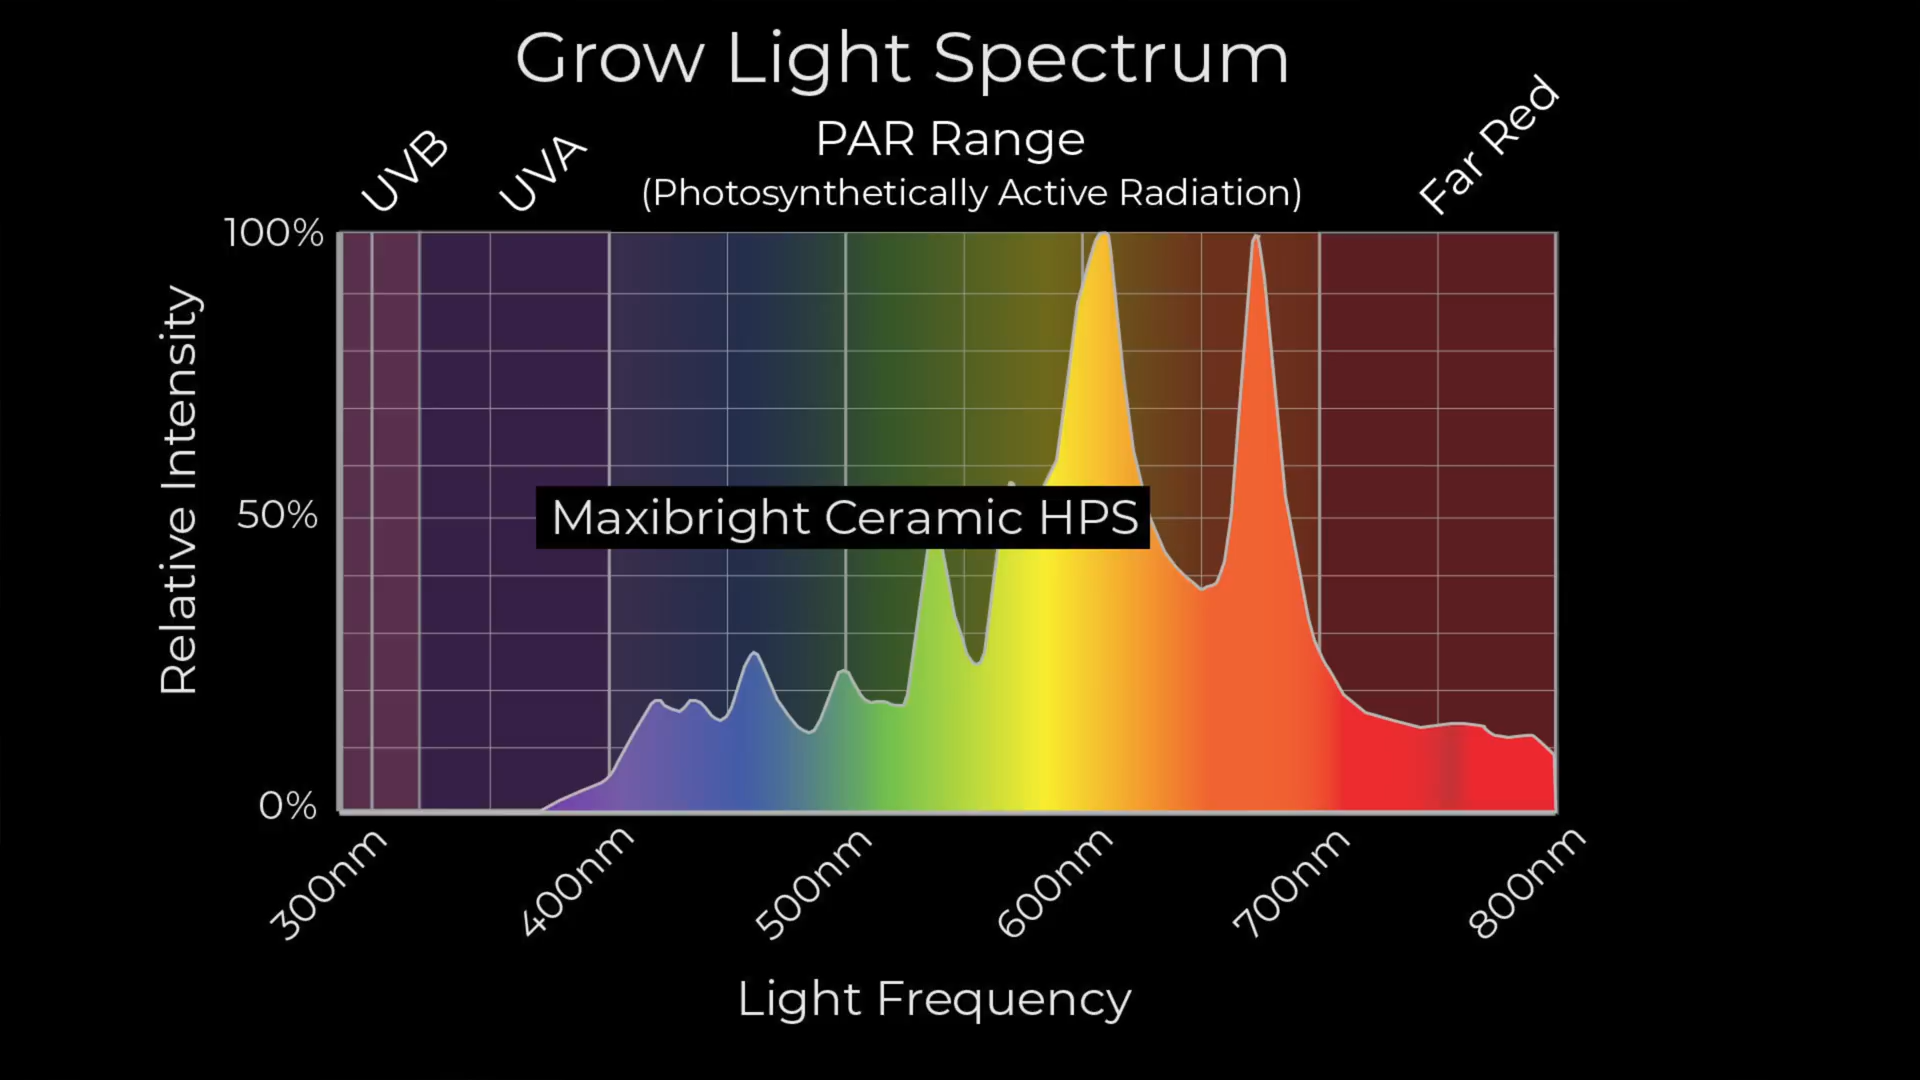 Grow Light Spectrum
UVB
UVA
PAR Range
(Photosynthetically Active Radiation)
Far Red
100%
50%
0%
Relative Intensity
Maxibright Ceramic HPS
300nm
400nm
500nm
600nm
700nm
800nm
Light Frequency